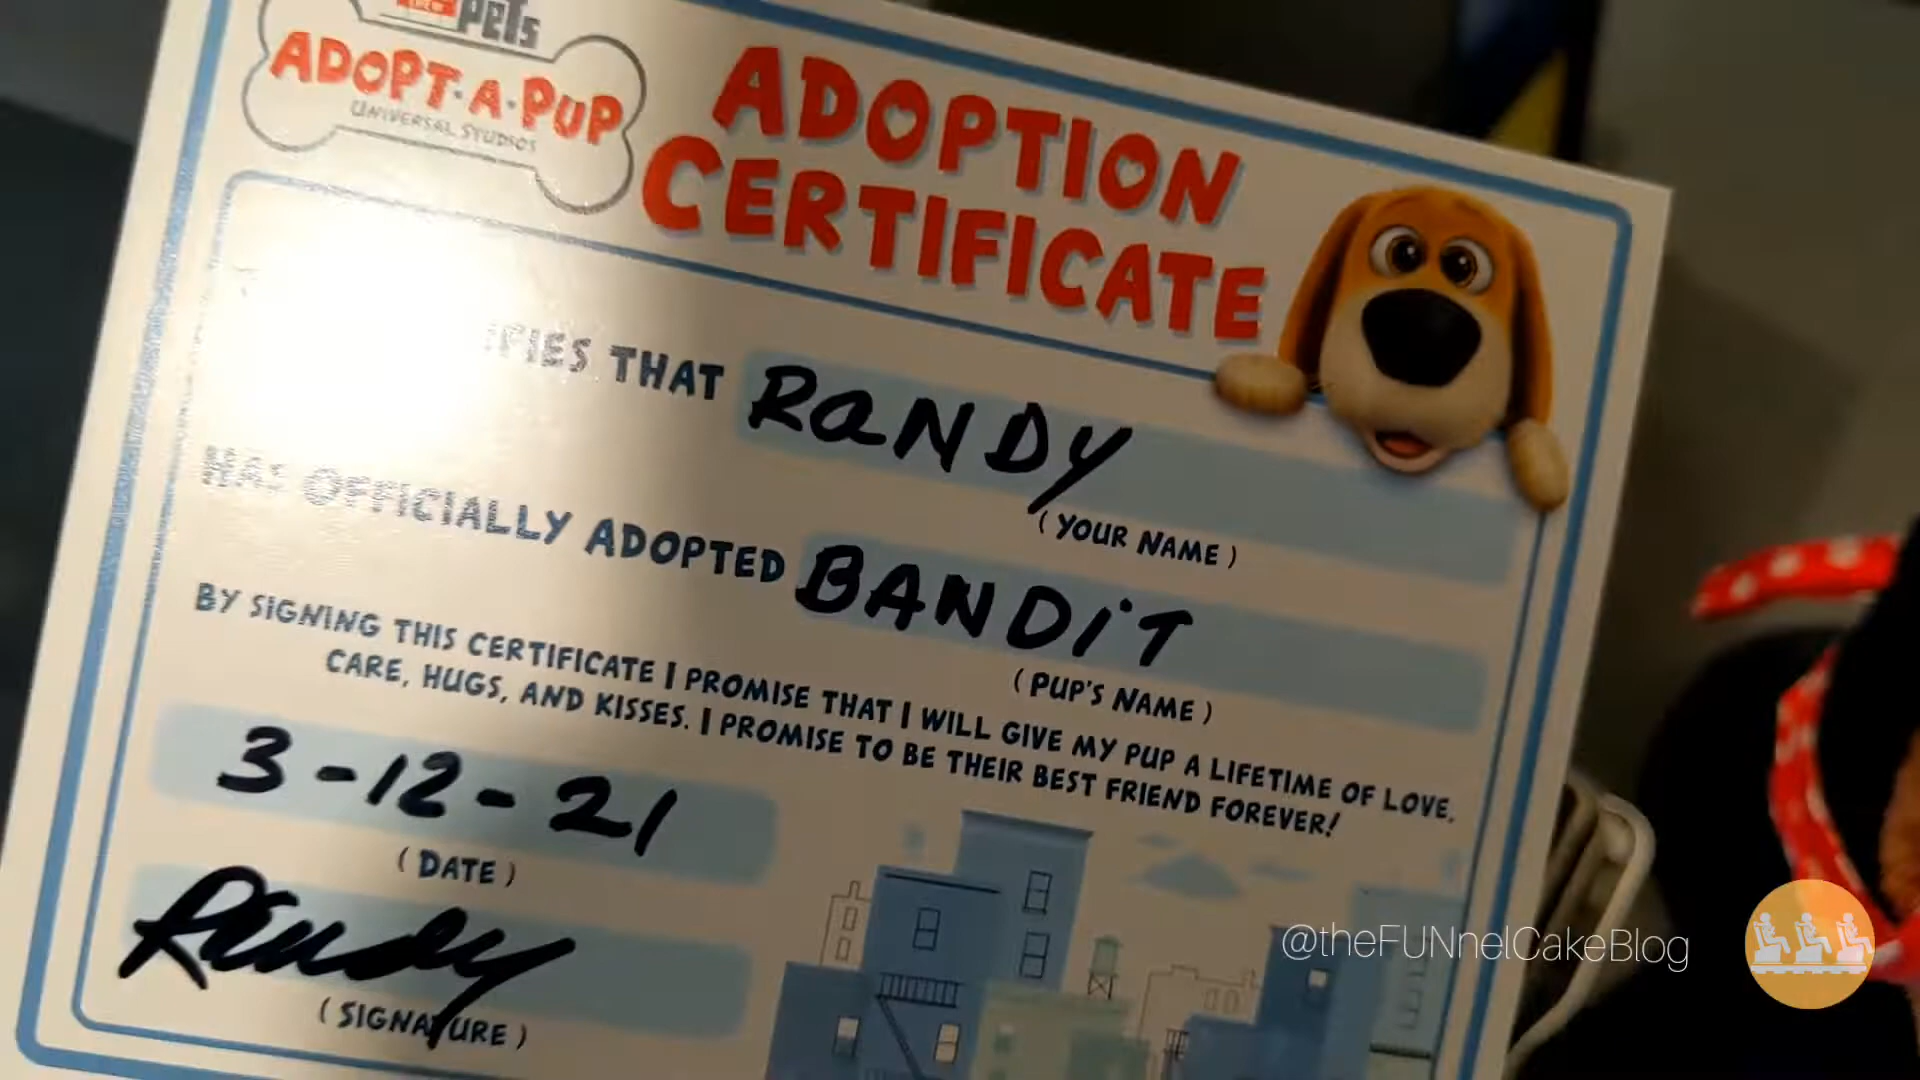 PETS
ADOPT-A-PUP
UNIVERSAL STUDIOS
ADOPTION
CERTIFICATE
THAT RANDY
(YOUR NAME)
HAS OFFICIALLY ADOPTED BANDIT
(PUP'S NAME)
BY SIGNING THIS CERTIFICATE I PROMISE THAT I WILL GIVE MY PUP A LIFETIME OF LOVE,
CARE, HUGS, AND KISSES. I PROMISE TO BE THEIR BEST FRIEND FOREVER!
3-12-21
(DATE)
Randy
(SIGNATURE)
@theFUNnelCakeBlog